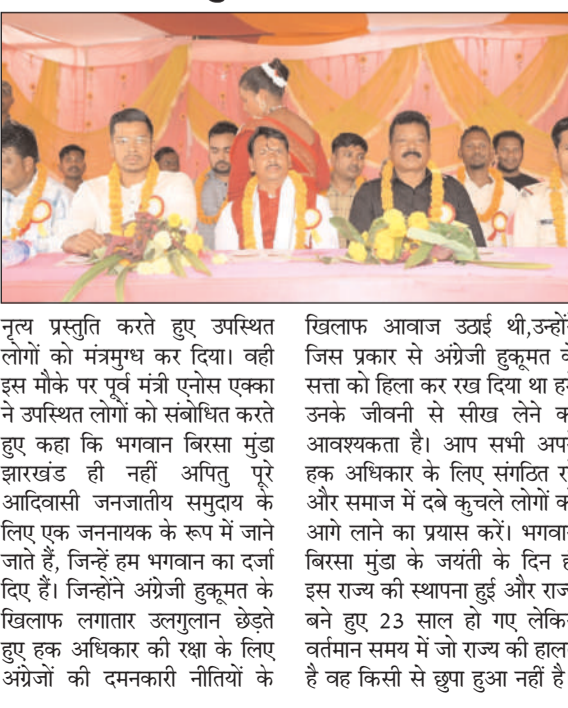 नृत्य प्रस्तुति करते हुए उपस्थित
लोगों को मंत्रमुग्ध कर दिया। वही
इस मौके पर पूर्व मंत्री एनोस एक्का
ने उपस्थित लोगों को संबोधित करते
हुए कहा कि भगवान बिरसा मुंडा
झारखंड ही नहीं अपितु पूरे
आदिवासी जनजातीय समुदाय के
लिए एक जननायक के रूप में जाने
जाते हैं, जिन्हें हम भगवान का दर्जा
दिए हैं। जिन्होंने अंग्रेजी हुकूमत के
खिलाफ लगातार उलगुलान छेड़ते
हुए हक अधिकार की रक्षा के लिए
अंग्रेजों की दमनकारी नीतियों के
खिलाफ आवाज उठाई थी,
जिस प्रकार से अंग्रेजी हुकूमत
सत्ता को हिला कर रख दिया था
उनके जीवनी से सीख लेने
आवश्यकता है। आप सभी
हक अधिकार के लिए संगठित
और समाज में दबे कुचले लोगों
आगे लाने का प्रयास करें।
बिरसा मुंडा के जयंती के दिन
इस राज्य की स्थापना हुई और
बने हुए 23 साल हो गए
वर्तमान समय में जो राज्य की
है वह किसी से छुपा हुआ नहीं है